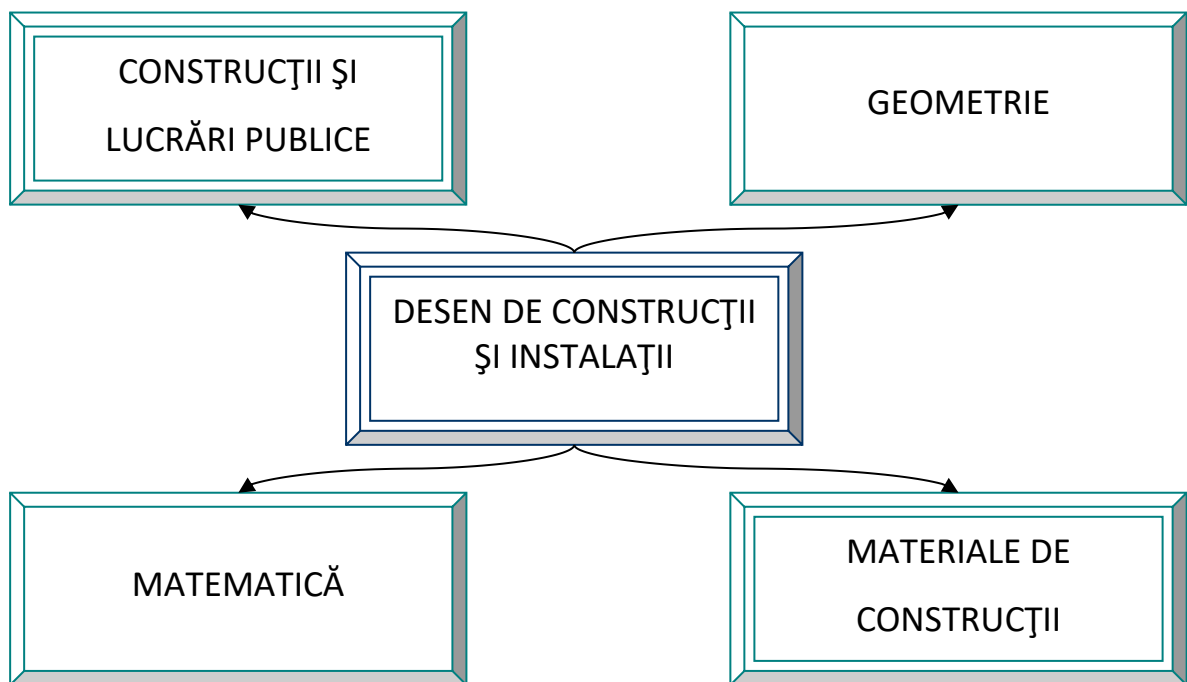 CONSTRUCŢII ŞI
LUCRĂRI PUBLICE
GEOMETRIE
DESEN DE CONSTRUCŢII
ŞI INSTALAŢII
MATEMATICĂ
MATERIALE DE
CONSTRUCŢII